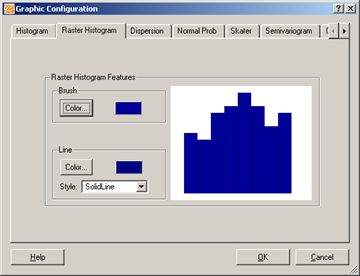 Graphic Configuration
Histogram Raster Histogram Dispersion Normal Prob Skater Semivariogram
Raster Histogram Features
Brush
Color...
Line
Color...
Style: SolidLine
Help OK Cancel